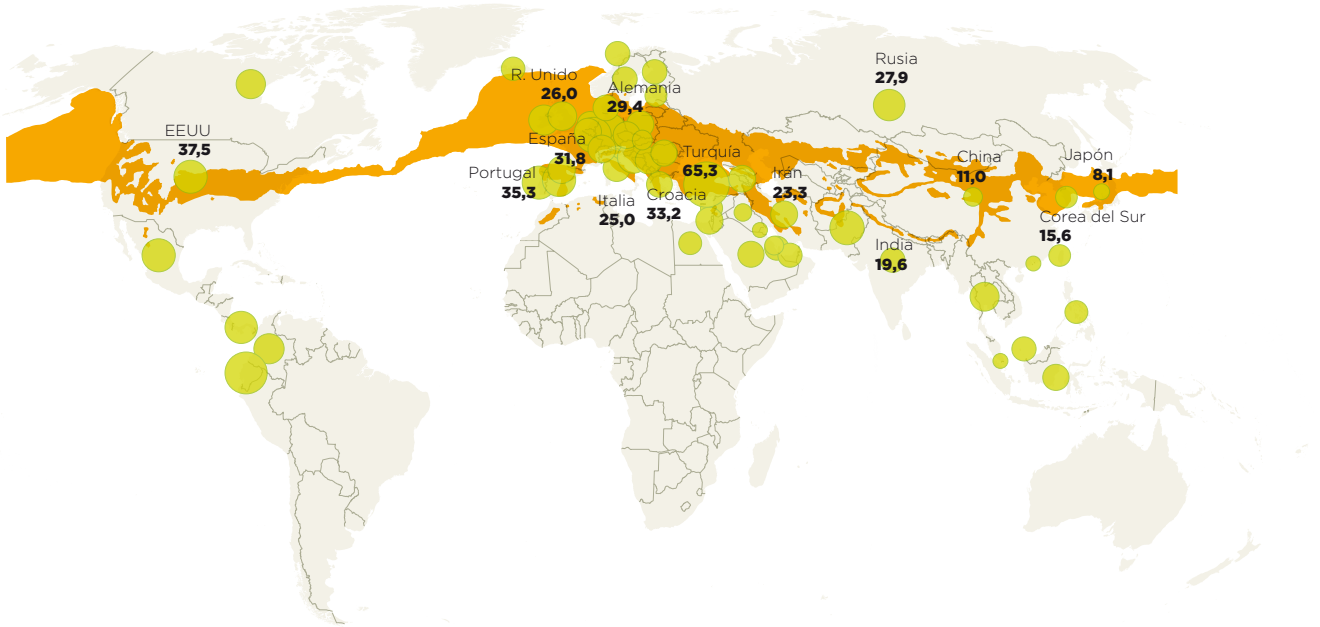 Rusia
27,9
R. Unido
26,0
Alemania
29,4
EEUU
37,5
España
31,8
Turquía
65,3
China
11,0
Japón
8,1
Portugal
35,3
Irán
23,3
Italia
25,0
Croacia
33,2
Corea del Sur
15,6
India
19,6